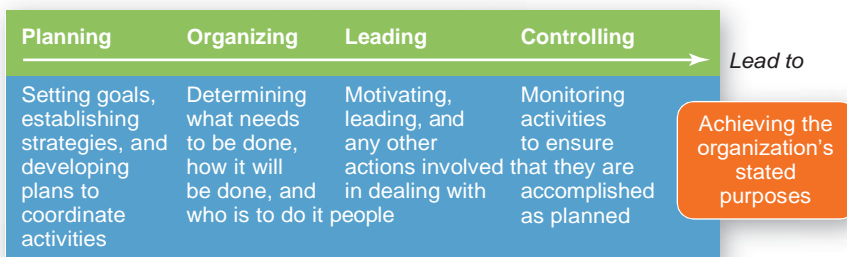 Planning
Organizing
Leading
Controlling
Lead to
Setting goals,
establishing
strategies, and
developing
plans to
coordinate
activities
Determining
what needs
to be done,
how it will
be done, and
who is to do it
Motivating,
leading, and
any other
actions involved
in dealing with
people
Monitoring
activities
to ensure
that they are
accomplished
as planned
Achieving the
organization's
stated
purposes